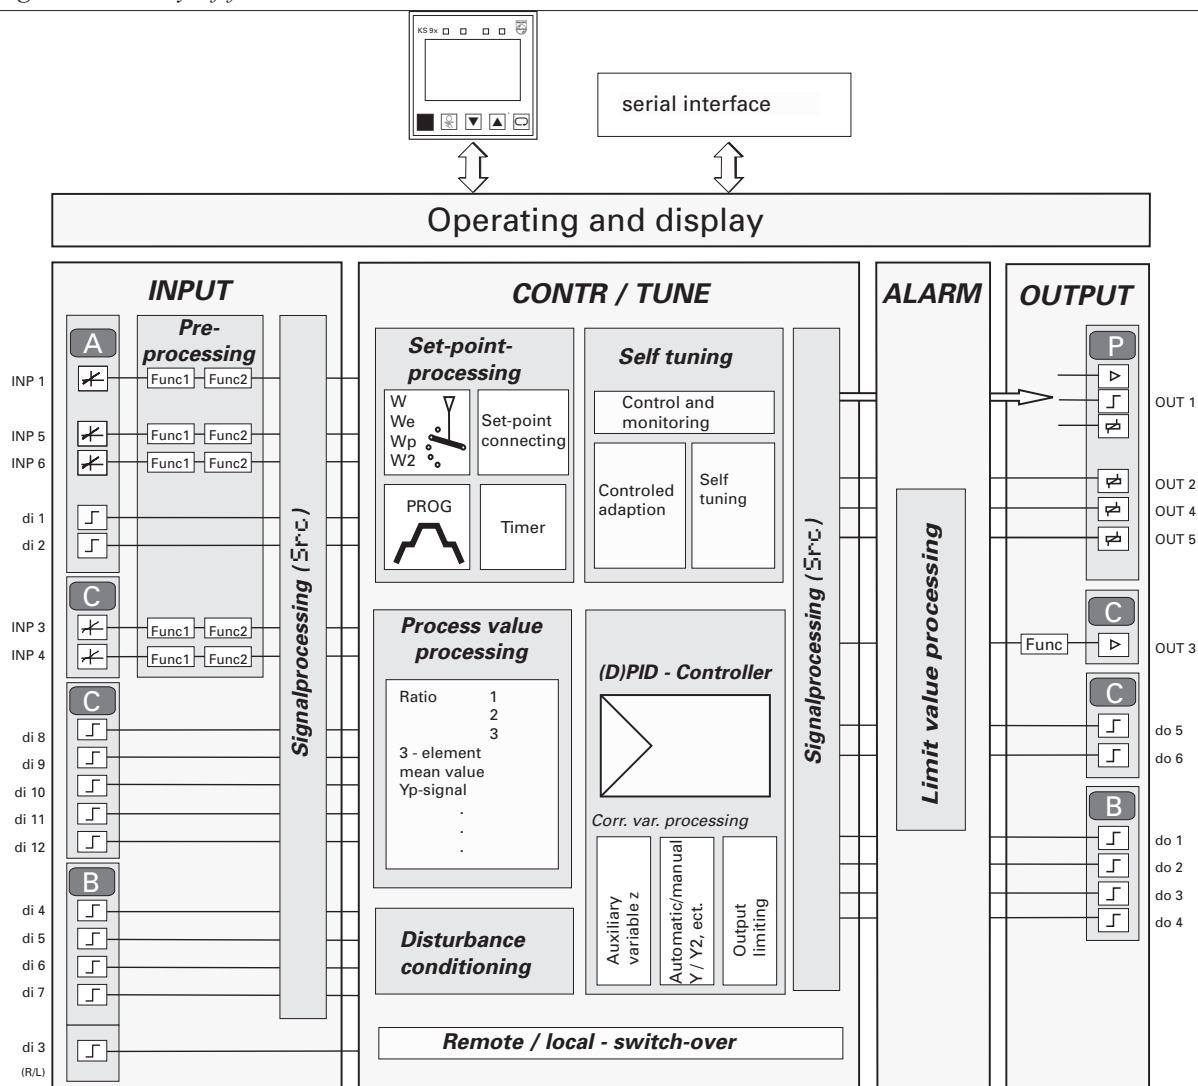 KS 9x
serial interface
Operating and display
INPUT
CONTR / TUNE
ALARM
OUTPUT
A
Pre-
processing
INP 1
Func1
Func2
INP 5
Func1
Func2
INP 6
Func1
Func2
di 1
di 2
C
INP 3
Func1
Func2
INP 4
Func1
Func2
C
di 8
di 9
di 10
di 11
di 12
B
di 4
di 5
di 6
di 7
di 3
(R/L)
Signalprocessing (Src)
Set-point-
processing
W
We
Wp
W2
Set-point
connecting
PROG
Timer
Self tuning
Control and
monitoring
Controled
adaption
Self
tuning
Process value
processing
Ratio 1
2
3
3 - element
mean value
Yp-signal
.
.
.
Disturbance
conditioning
(D)PID - Controller
Corr. var. processing
Auxiliary
variable z
Automatic/manual
Y / Y2, ect.
Output
limiting
Remote / local - switch-over
Signalprocessing (Src)
Limit value processing
P
OUT 1
OUT 2
OUT 4
OUT 5
C
Func
OUT 3
C
do 5
do 6
B
do 1
do 2
do 3
do 4